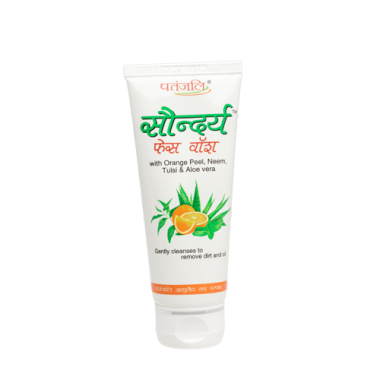 पतंजलि®
सौन्दर्य™
फेस वॉश
with Orange Peel, Neem,
Tulsi & Aloe vera
Gently cleanses to
remove dirt and oil